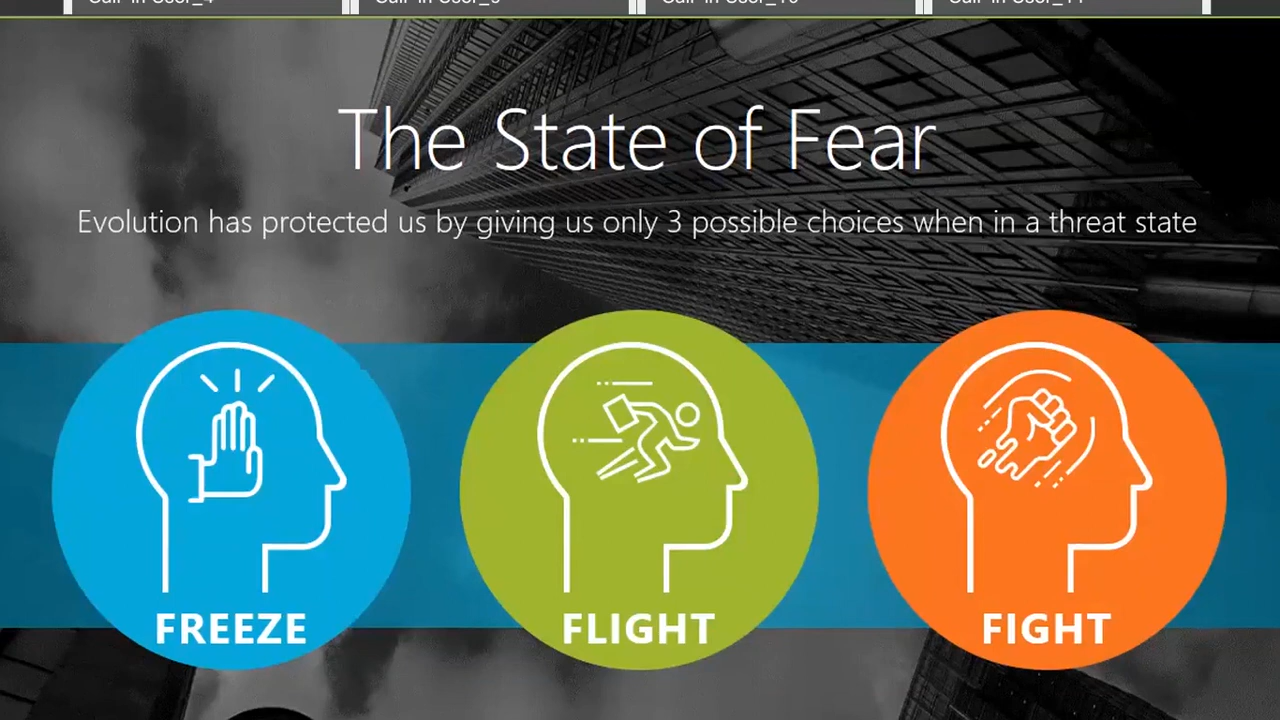 The State of Fear
Evolution has protected us by giving us only 3 possible choices when in a threat state
FREEZE
FLIGHT
FIGHT